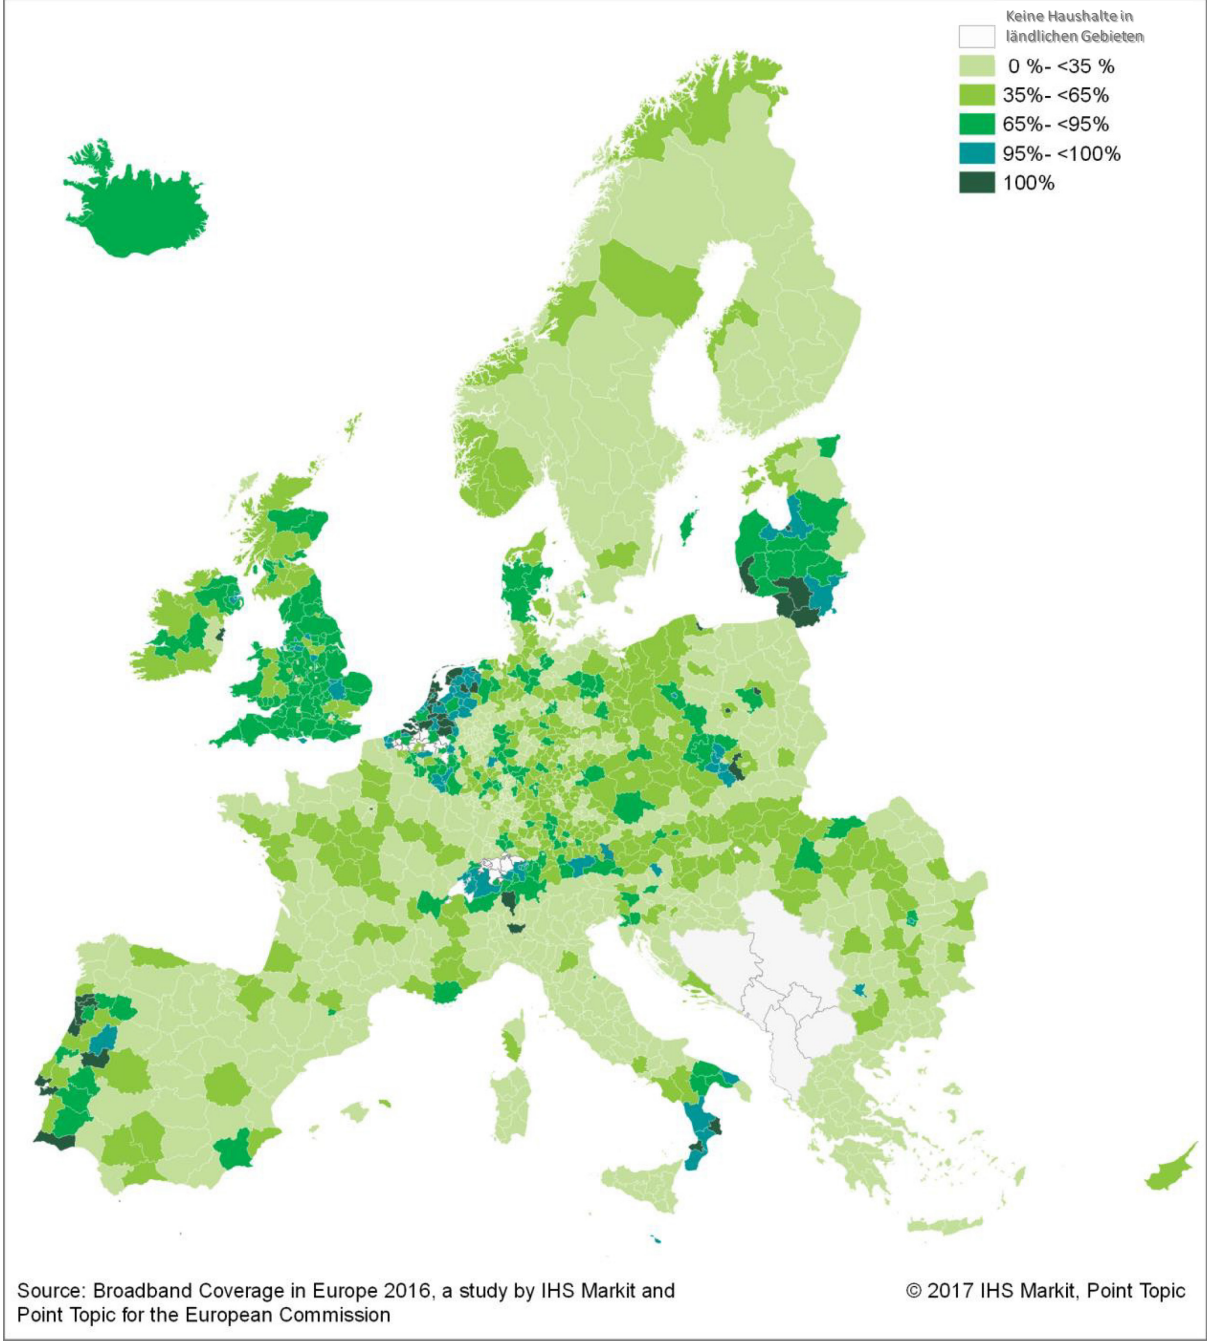 Keine Haushalte in
ländlichen Gebieten
0 %- <35 %
35%- <65%
65%- <95%
95%- <100%
100%
Source: Broadband Coverage in Europe 2016, a study by IHS Markit and
Point Topic for the European Commission
© 2017 IHS Markit, Point Topic